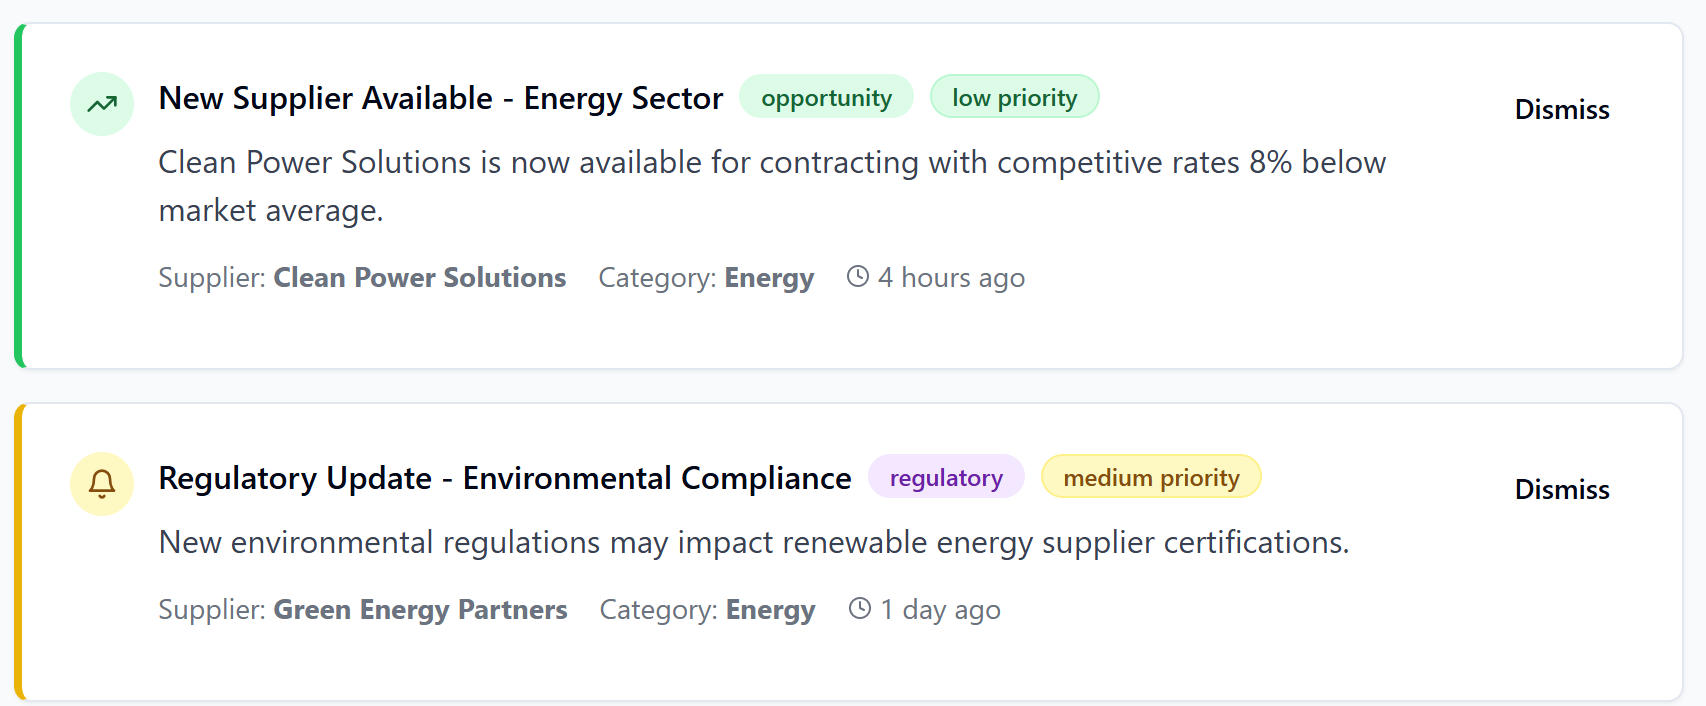 New Supplier Available - Energy Sector opportunity low priority Dismiss
Clean Power Solutions is now available for contracting with competitive rates 8% below
market average.
Supplier: Clean Power Solutions Category: Energy 4 hours ago
Regulatory Update - Environmental Compliance regulatory medium priority Dismiss
New environmental regulations may impact renewable energy supplier certifications.
Supplier: Green Energy Partners Category: Energy 1 day ago